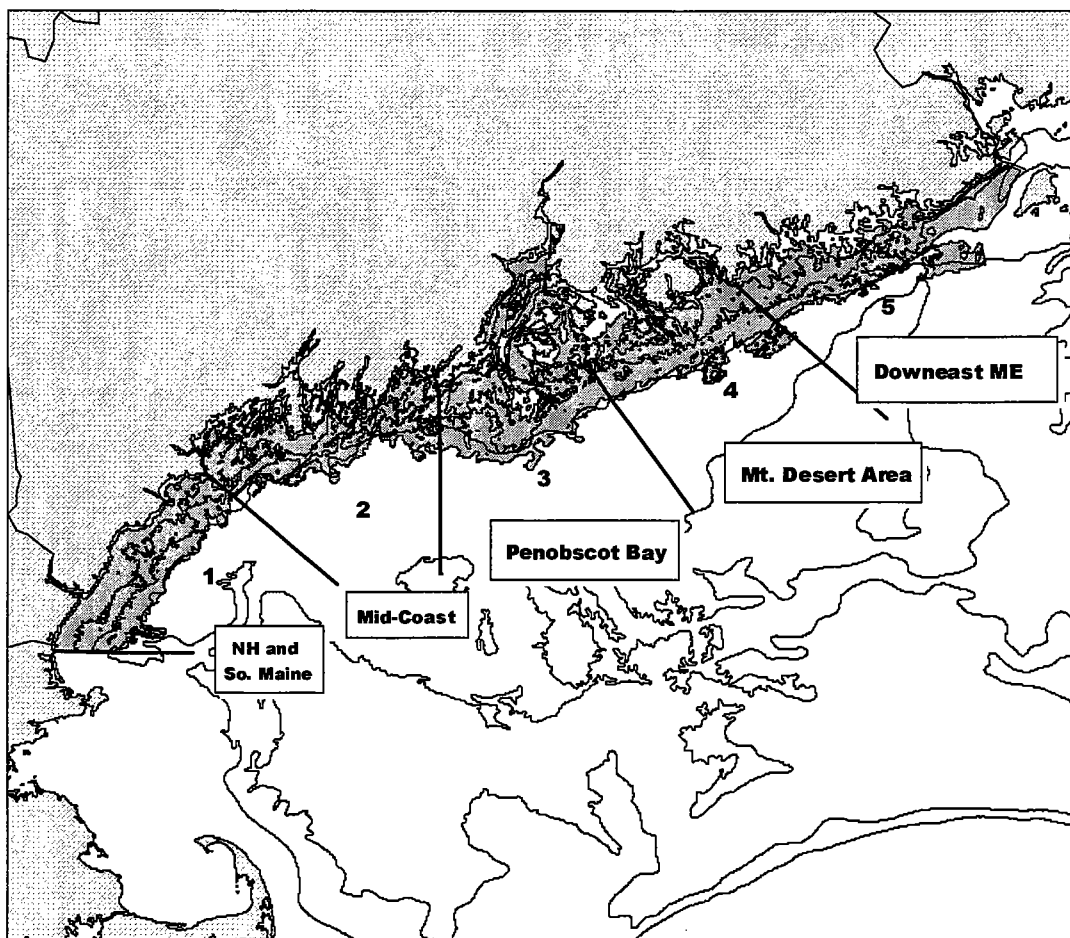 5
Downeast ME
4
Mt. Desert Area
3
2
Penobscot Bay
1
Mid-Coast
NH and
So. Maine